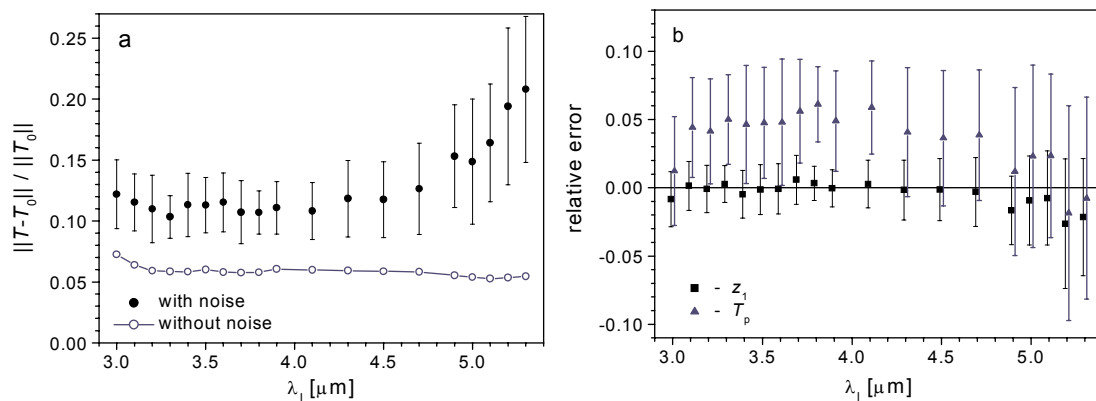 a
||T-T₀|| / ||T₀||
0.25
0.20
0.15
0.10
0.05
0.00
with noise
without noise
3.0 3.5 4.0 4.5 5.0
λₗ [μm]
b
relative error
0.10
0.05
0.00
-0.05
-0.10
- z₁
- Tₚ
3.0 3.5 4.0 4.5 5.0
λₗ [μm]